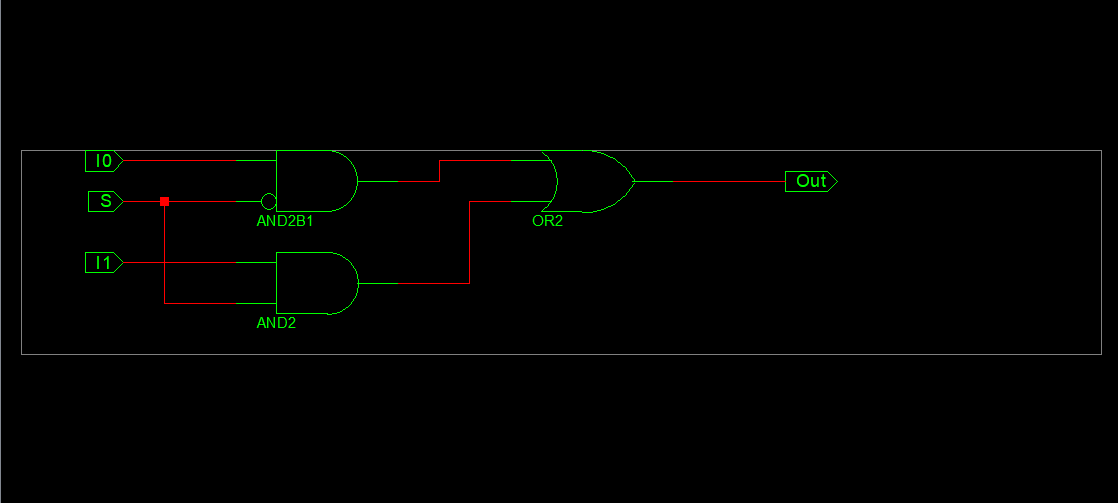 I0
S
AND2B1
OR2
Out
I1
AND2